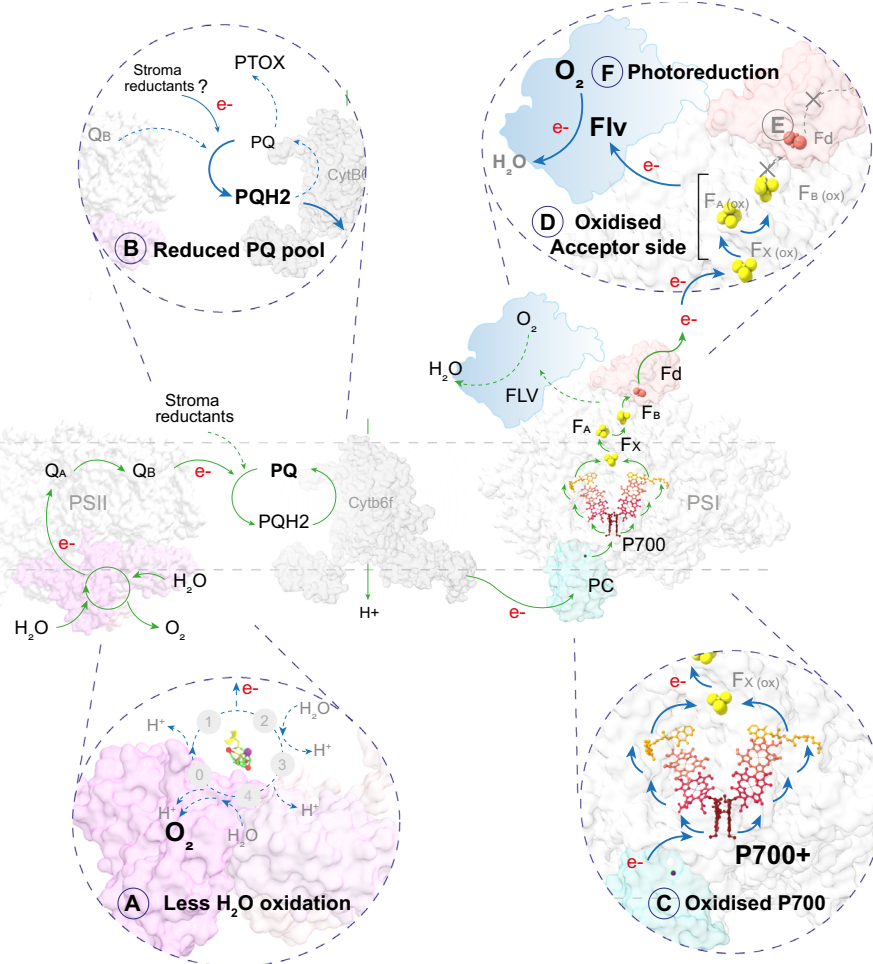 PTOX
Stroma
reductants ?
e-
QB
PQ
CytB6
PQH2
B Reduced PQ pool
O₂ F Photoreduction
e-
Flv
H₂O
e-
E
Fd
FA (ox)
FB (ox)
D Oxidised
Acceptor side
FX (ox)
e-
e-
O₂
H₂O
FLV
Fd
FA
FB
FX
Stroma
reductants
QA
QB
e-
PQ
PQH2
Cytb6f
PSII
PSI
e-
P700
H₂O
PC
H₂O
O₂
H+
e-
e-
1
2
H₂O
H⁺
H⁺
3
0
4
H⁺
H⁺
O₂
H₂O
A Less H₂O oxidation
FX (ox)
e-
P700+
e-
C Oxidised P700